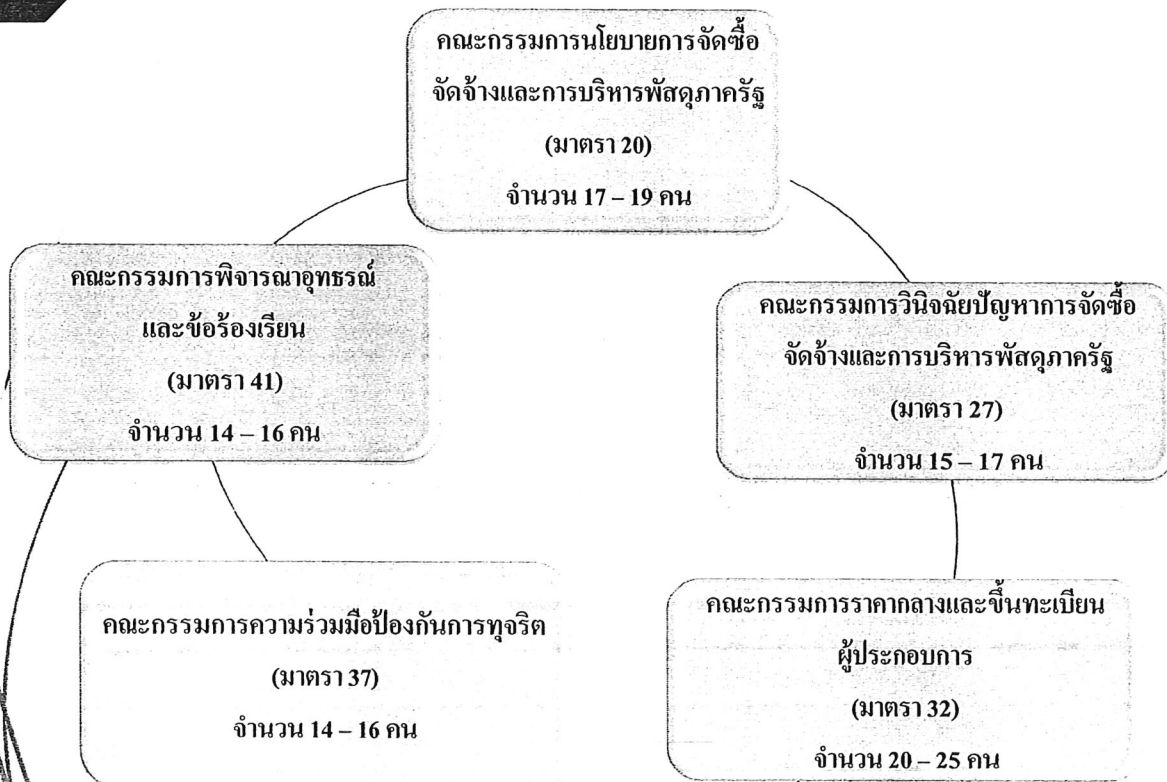 คณะกรรมการนโยบายการจัดซื้อ
จัดจ้างและการบริหารพัสดุภาครัฐ
(มาตรา 20)
จำนวน 17 – 19 คน
คณะกรรมการพิจารณาอุทธรณ์
และข้อร้องเรียน
(มาตรา 41)
จำนวน 14 – 16 คน
คณะกรรมการวินิจฉัยปัญหาการจัดซื้อ
จัดจ้างและการบริหารพัสดุภาครัฐ
(มาตรา 27)
จำนวน 15 – 17 คน
คณะกรรมการความร่วมมือป้องกันการทุจริต
(มาตรา 37)
จำนวน 14 – 16 คน
คณะกรรมการราคากลางและขึ้นทะเบียน
ผู้ประกอบการ
(มาตรา 32)
จำนวน 20 – 25 คน